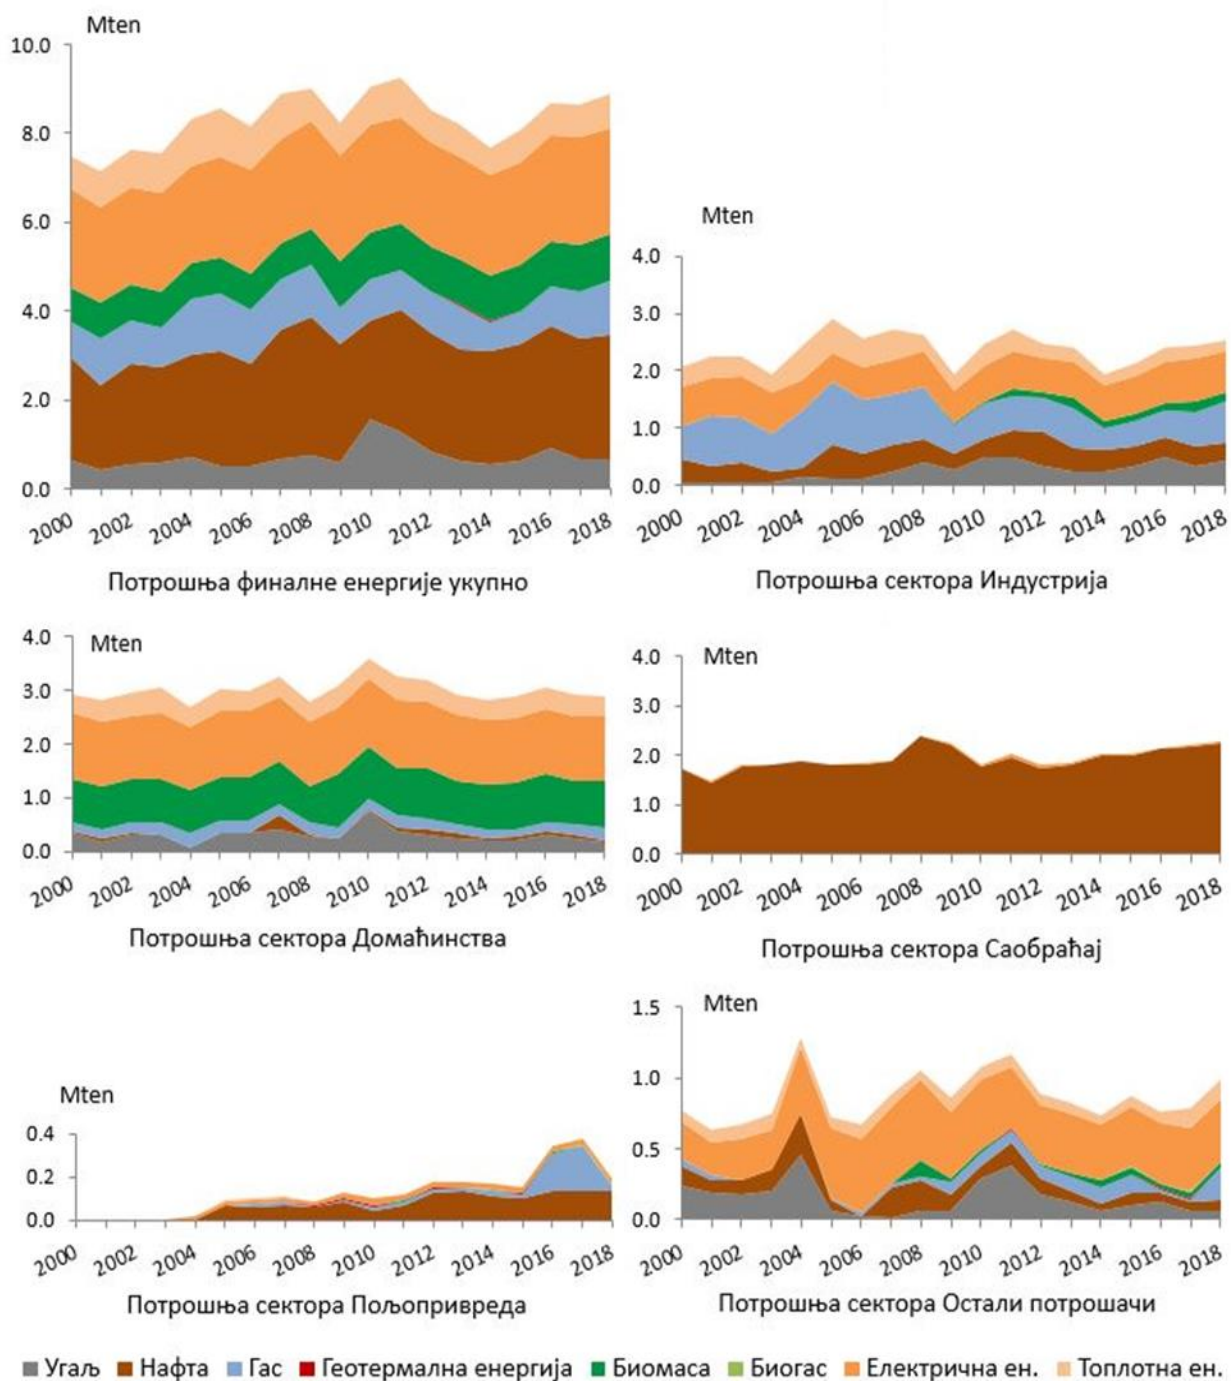 Mten
10.0
8.0
6.0
4.0
2.0
0.0
2000 2002 2004 2006 2008 2010 2012 2014 2016 2018
Потрошња финалне енергије укупно
Mten
4.0
3.0
2.0
1.0
0.0
2000 2002 2004 2006 2008 2010 2012 2014 2016 2018
Потрошња сектора Индустрија
Mten
4.0
3.0
2.0
1.0
0.0
2000 2002 2004 2006 2008 2010 2012 2014 2016 2018
Потрошња сектора Домаћинства
Mten
4.0
3.0
2.0
1.0
0.0
2000 2002 2004 2006 2008 2010 2012 2014 2016 2018
Потрошња сектора Саобраћај
Mten
0.4
0.2
0.0
2000 2002 2004 2006 2008 2010 2012 2014 2016 2018
Потрошња сектора Пољопривреда
Mten
1.5
1.0
0.5
0.0
2000 2002 2004 2006 2008 2010 2012 2014 2016 2018
Потрошња сектора Остали потрошачи
Угаљ Нафта Гас Геотермална енергија Биомаса Биогас Електрична ен. Топлотна ен.